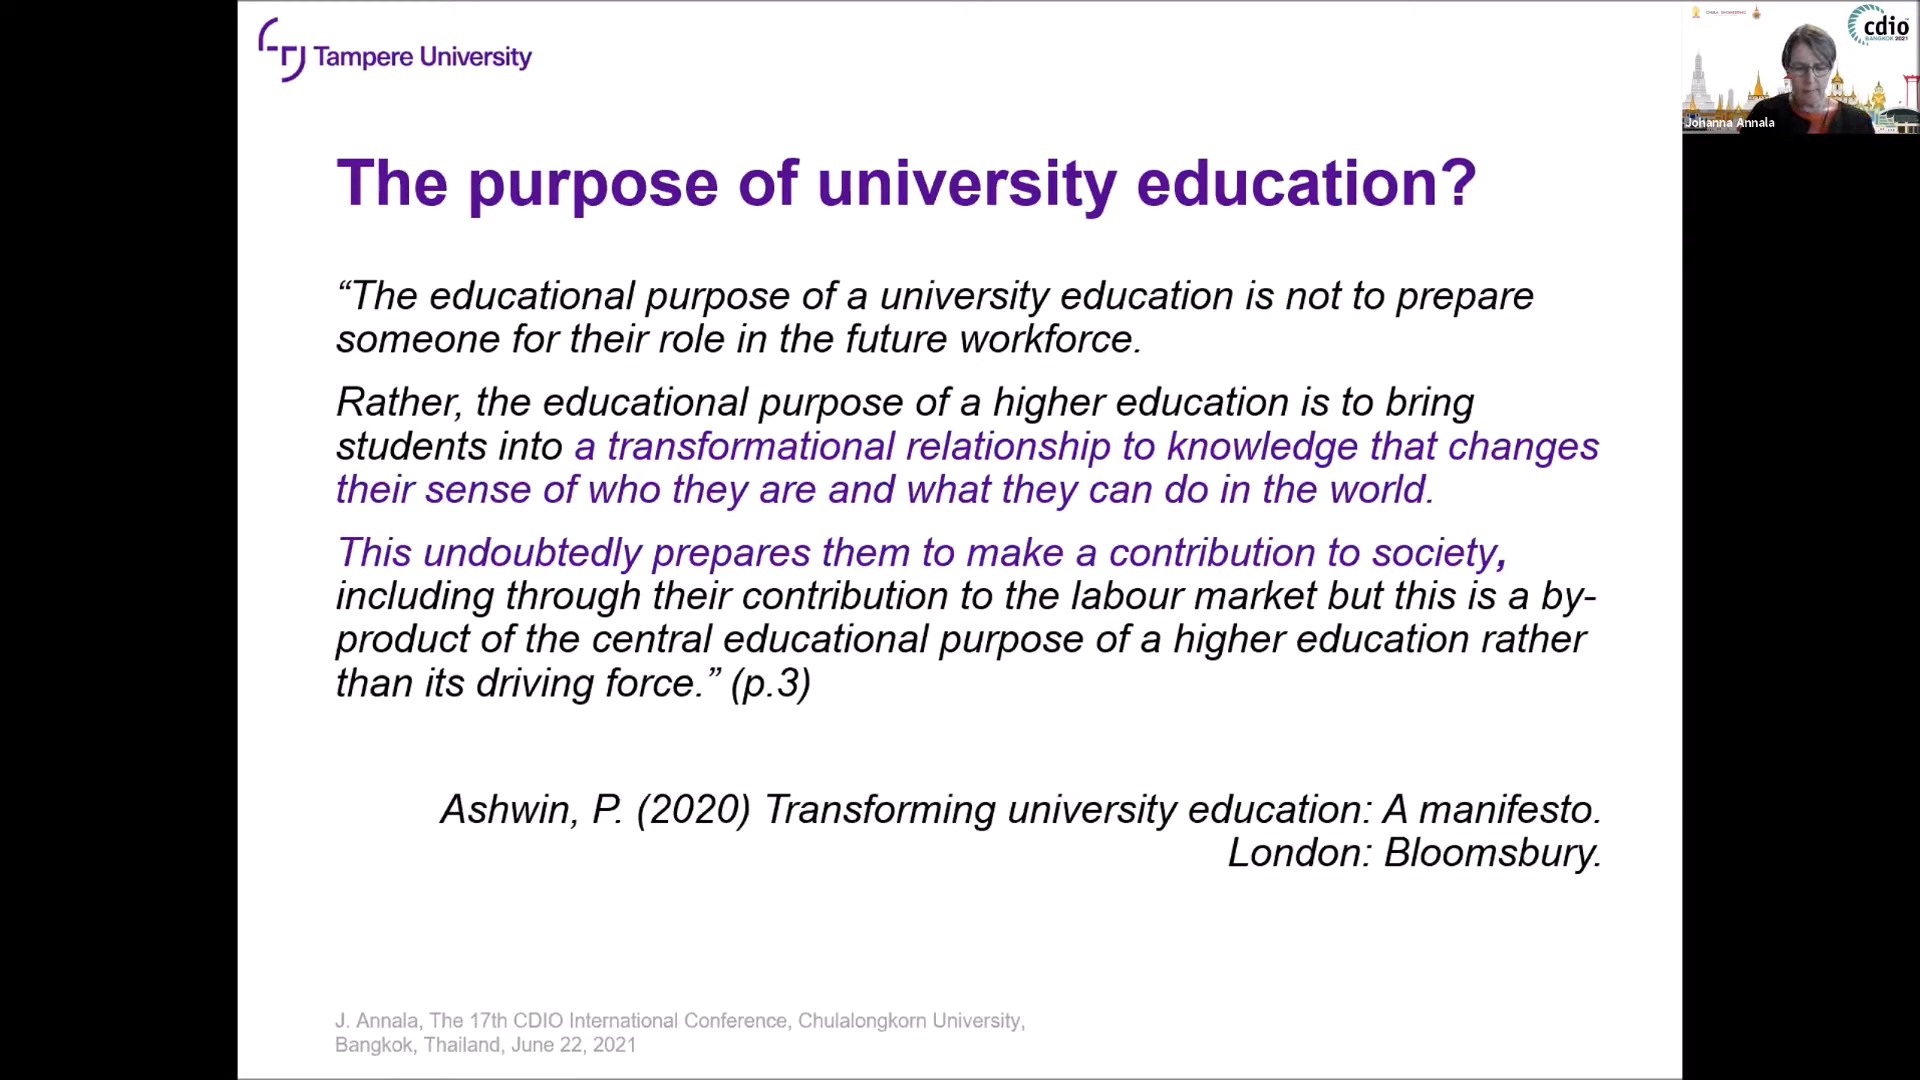 Tampere University
CHULA ENGINEERING
cdio
BANGKOK 2021
Johanna Annala
The purpose of university education?
“The educational purpose of a university education is not to prepare
someone for their role in the future workforce.
Rather, the educational purpose of a higher education is to bring
students into a transformational relationship to knowledge that changes
their sense of who they are and what they can do in the world.
This undoubtedly prepares them to make a contribution to society,
including through their contribution to the labour market but this is a by-
product of the central educational purpose of a higher education rather
than its driving force.” (p.3)
Ashwin, P. (2020) Transforming university education: A manifesto.
London: Bloomsbury.
J. Annala, The 17th CDIO International Conference, Chulalongkorn University,
Bangkok, Thailand, June 22, 2021